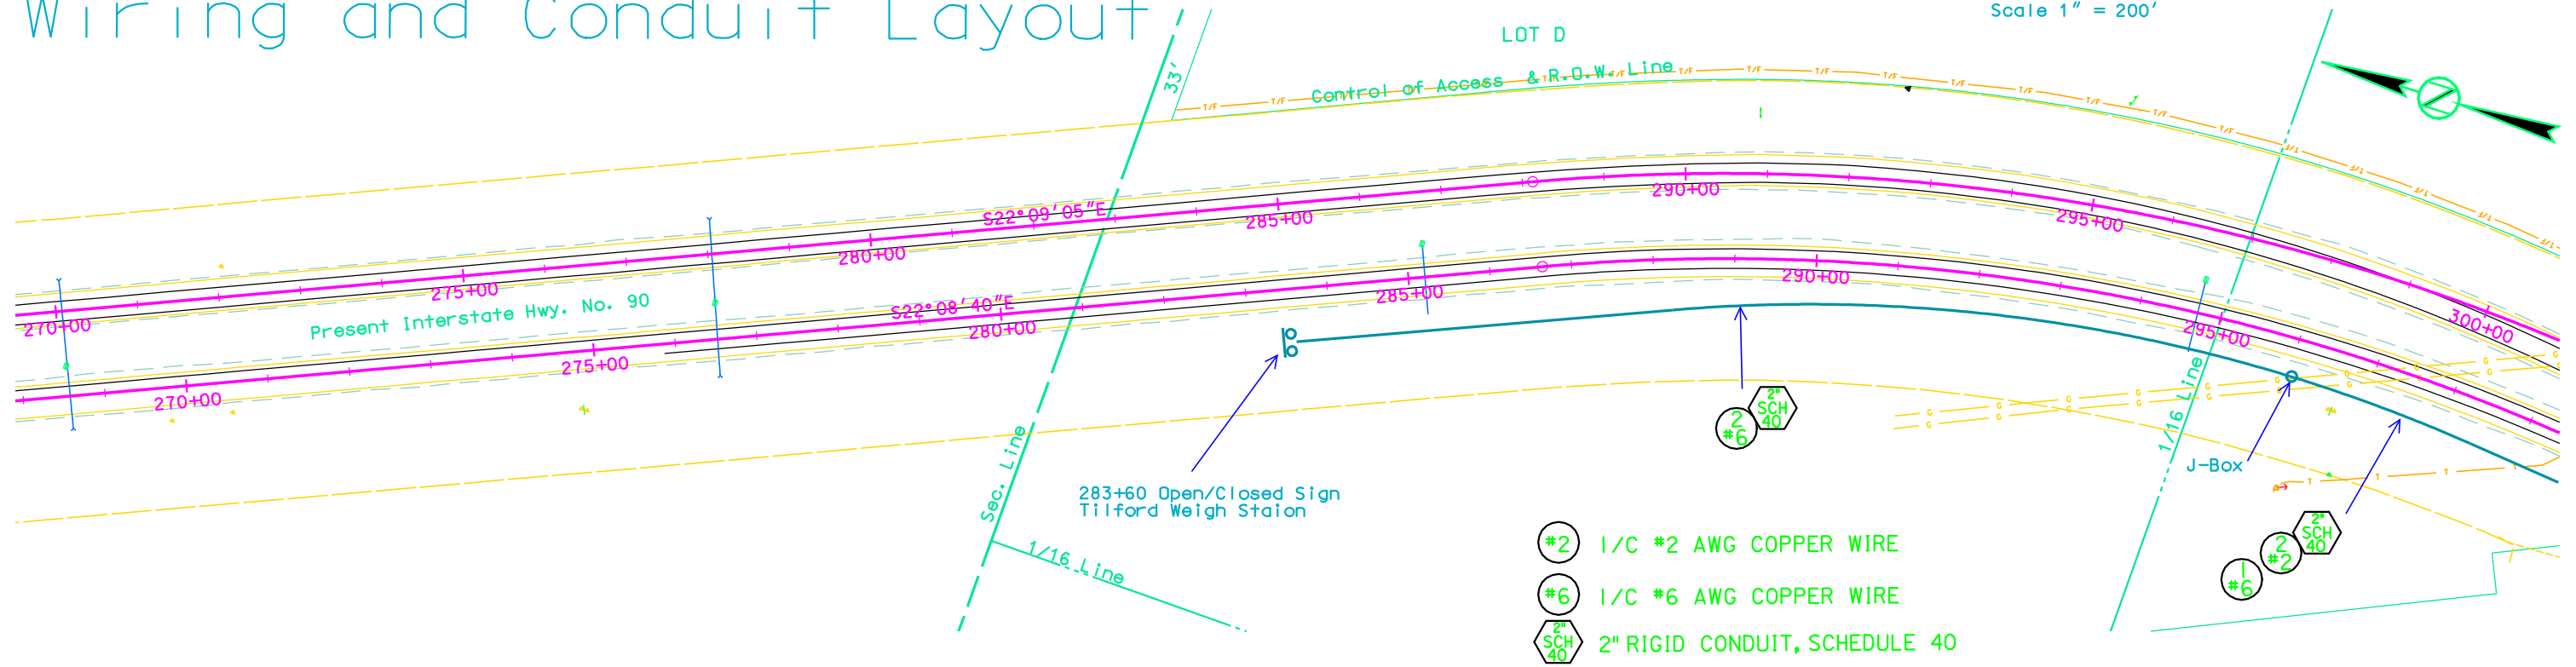 Wiring and Conduit Layout
Scale 1" = 200'
LOT D
33'
Control of Access & R.O.W. Line
T/F T/F T/F T/F T/F T/F T/F T/F T/F T/F T/F T/F T/F T/F T/F T/F T/F
270+00
275+00
280+00
S22°09'05"E
285+00
290+00
295+00
300+00
Present Interstate Hwy. No. 90
270+00
275+00
S22°08'40"E
280+00
285+00
290+00
295+00
Sec. Line
1/16 Line
1/16 Line
283+60 Open/Closed Sign
Tilford Weigh Staion
2
#6
2"
SCH
40
J-Box
G G G G G G G G
T T T T
2"
SCH
40
2
#2
1
#6
#2 1/C #2 AWG COPPER WIRE
#6 1/C #6 AWG COPPER WIRE
2"
SCH
40
2" RIGID CONDUIT, SCHEDULE 40